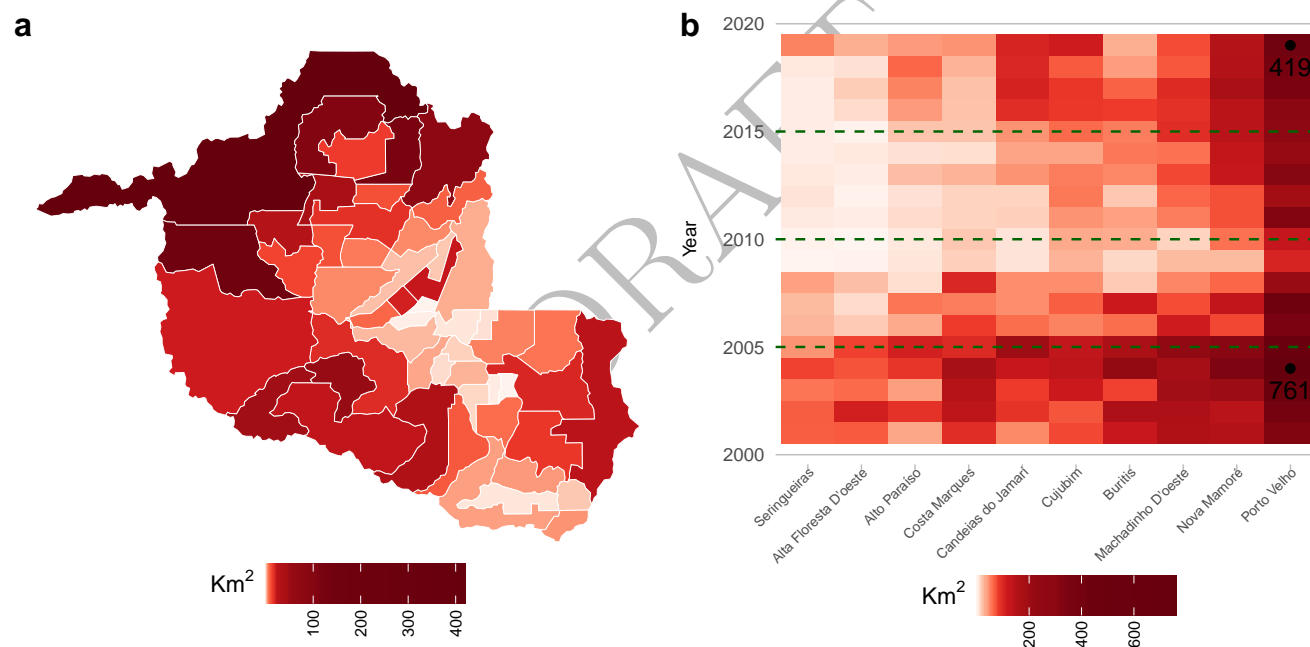 a
Km²
100
200
300
400
b
DRAFT
Year
2020
2015
2010
2005
2000
419
761
Seringueiras
Alta Floresta D'oeste
Alto Paraíso
Costa Marques
Candeias do Jamarí
Cujubim
Buritis
Machadinho D'oeste
Nova Mamoré
Porto Velho
Km²
200
400
600